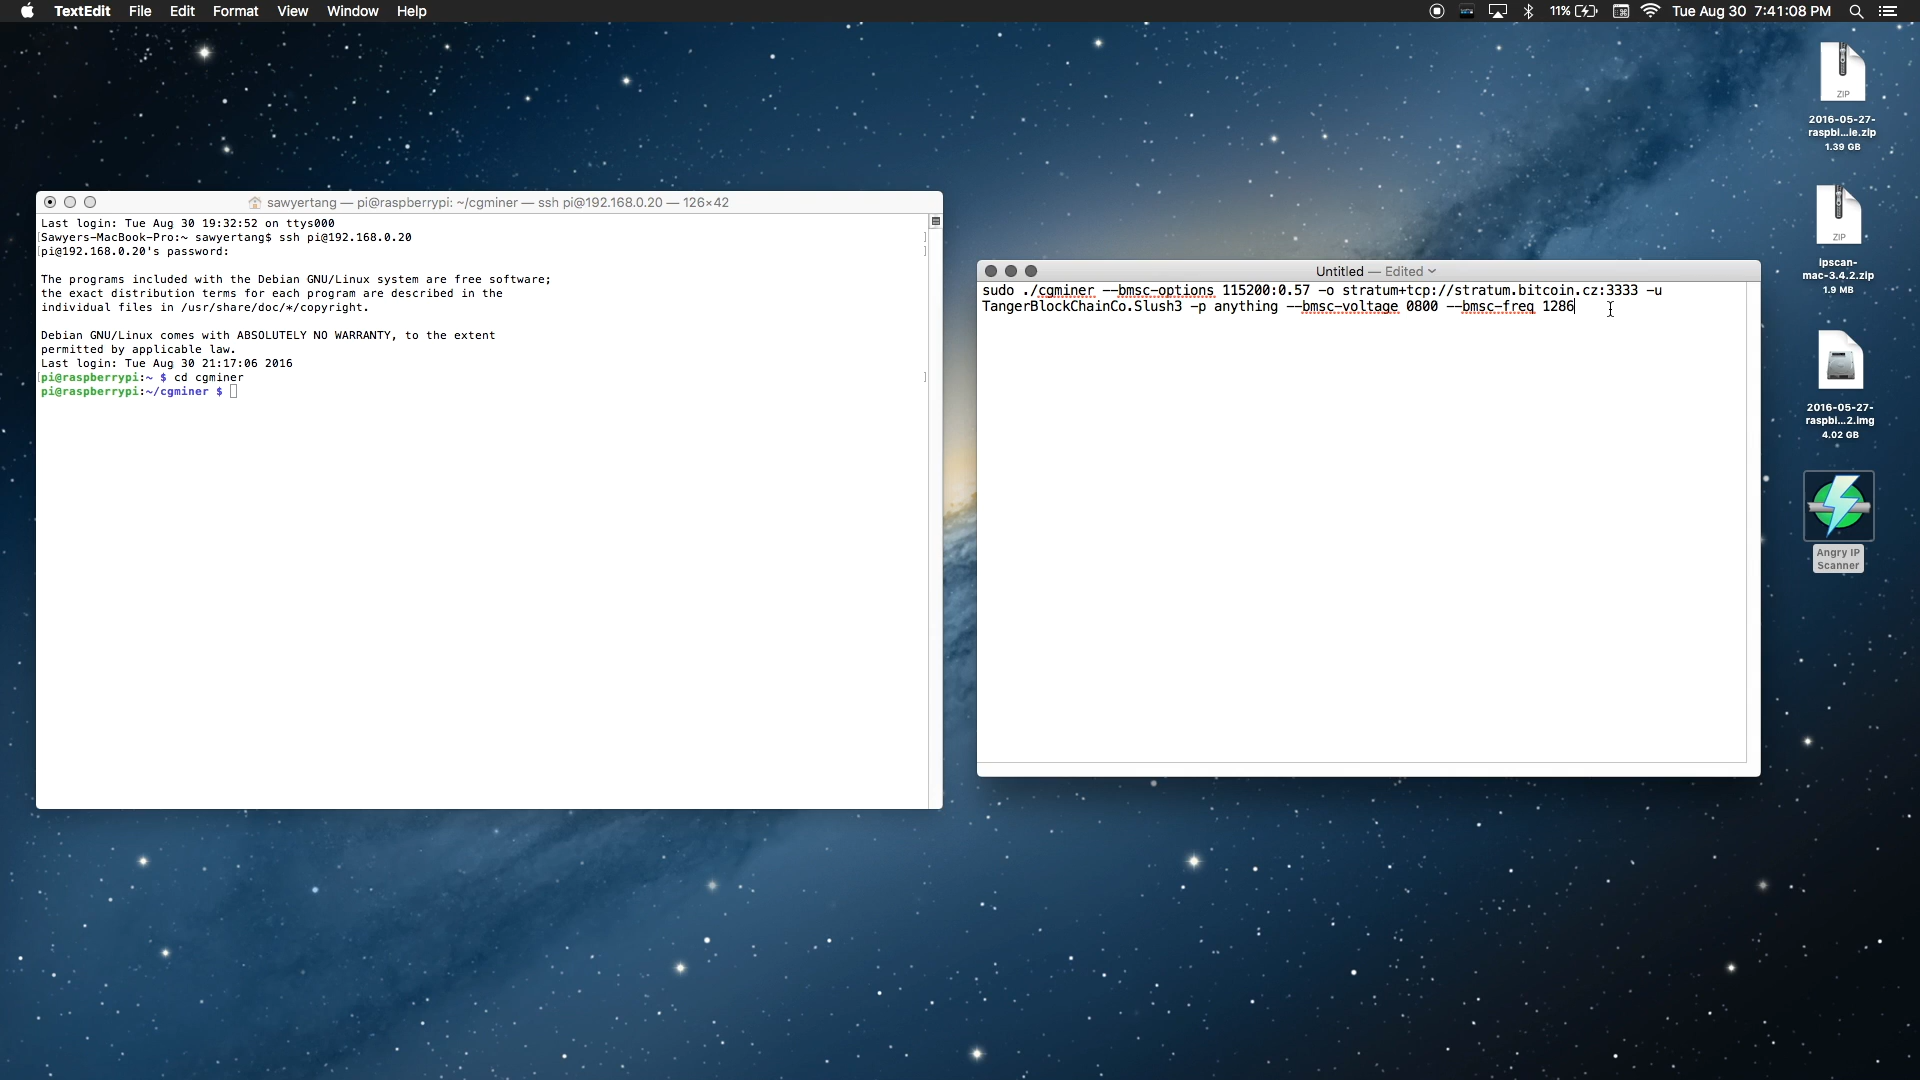 TextEdit File Edit Format View Window Help
11% Tue Aug 30 7:41:08 PM
sawyertang — pi@raspberrypi: ~/cgminer — ssh pi@192.168.0.20 — 126×42
Last login: Tue Aug 30 19:32:52 on ttys000
[Sawyers-MacBook-Pro:~ sawyertang$ ssh pi@192.168.0.20 ]
[pi@192.168.0.20's password: ]
The programs included with the Debian GNU/Linux system are free software;
the exact distribution terms for each program are described in the
individual files in /usr/share/doc/*/copyright.
Debian GNU/Linux comes with ABSOLUTELY NO WARRANTY, to the extent
permitted by applicable law.
Last login: Tue Aug 30 21:17:06 2016
[pi@raspberrypi:~ $ cd cgminer ]
pi@raspberrypi:~/cgminer $
Untitled — Edited
sudo ./cgminer --bmsc-options 115200:0.57 -o stratum+tcp://stratum.bitcoin.cz:3333 -u
TangerBlockChainCo.Slush3 -p anything --bmsc-voltage 0800 --bmsc-freq 1286
ZIP
2016-05-27-
raspbi...ie.zip
1.39 GB
ZIP
ipscan-
mac-3.4.2.zip
1.9 MB
2016-05-27-
raspbi...2.img
4.02 GB
Angry IP
Scanner